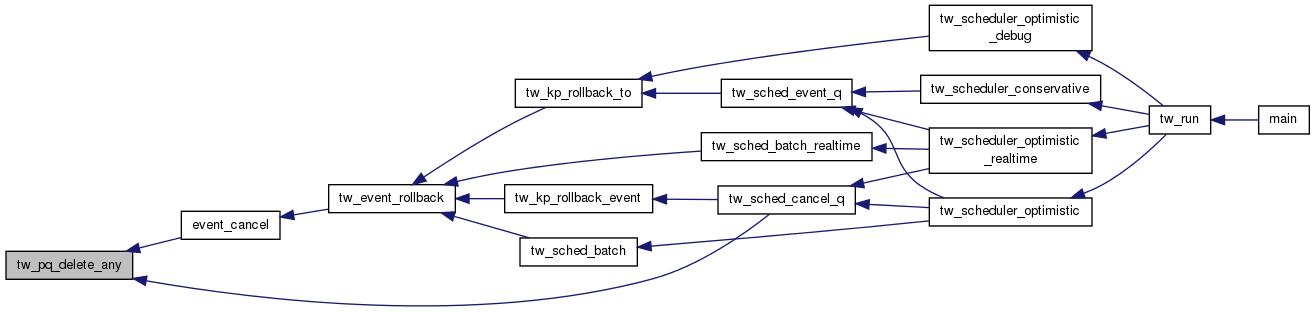 tw_scheduler_optimistic
_debug
tw_kp_rollback_to
tw_sched_event_q
tw_scheduler_conservative
tw_run
main
tw_sched_batch_realtime
tw_scheduler_optimistic
_realtime
tw_event_rollback
tw_kp_rollback_event
tw_sched_cancel_q
tw_scheduler_optimistic
event_cancel
tw_sched_batch
tw_pq_delete_any